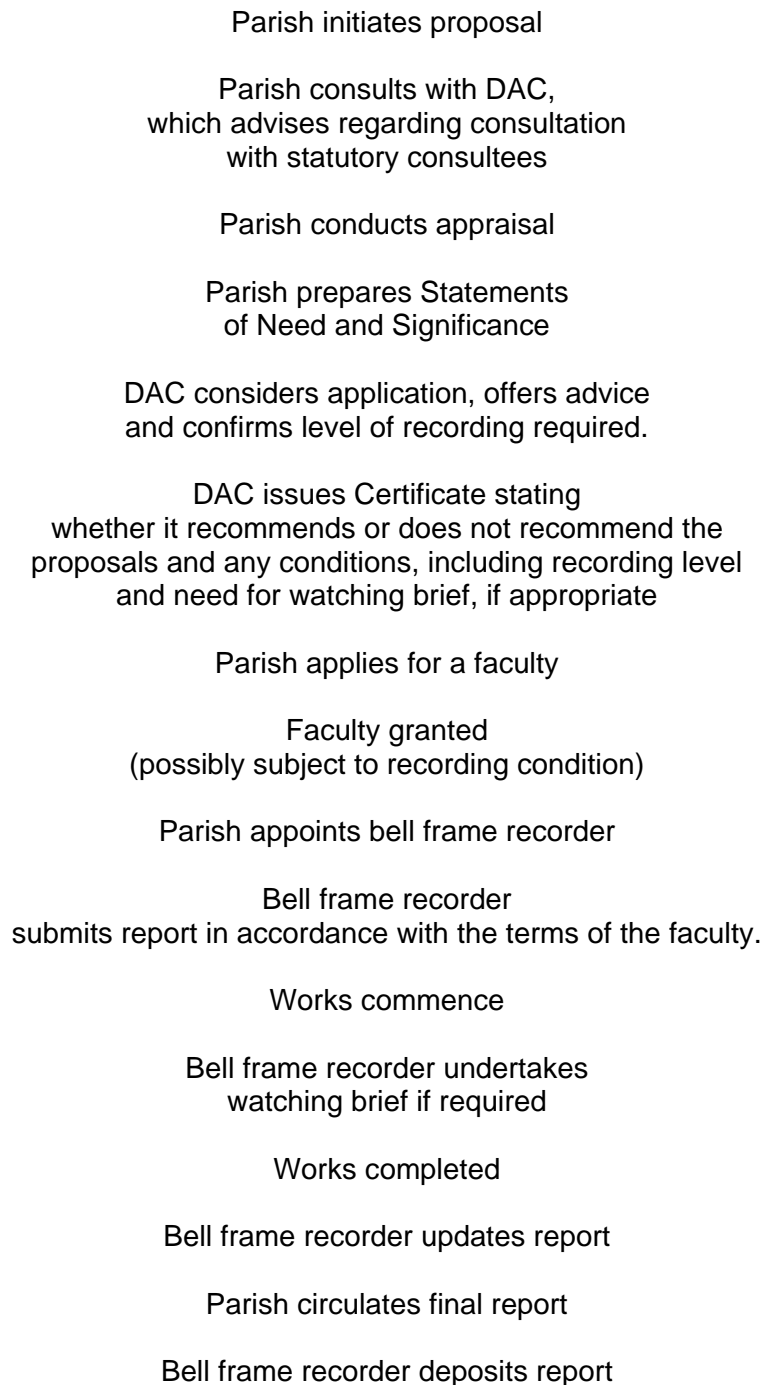 Parish initiates proposal
Parish consults with DAC,
which advises regarding consultation
with statutory consultees
Parish conducts appraisal
Parish prepares Statements
of Need and Significance
DAC considers application, offers advice
and confirms level of recording required.
DAC issues Certificate stating
whether it recommends or does not recommend the
proposals and any conditions, including recording level
and need for watching brief, if appropriate
Parish applies for a faculty
Faculty granted
(possibly subject to recording condition)
Parish appoints bell frame recorder
Bell frame recorder
submits report in accordance with the terms of the faculty.
Works commence
Bell frame recorder undertakes
watching brief if required
Works completed
Bell frame recorder updates report
Parish circulates final report
Bell frame recorder deposits report